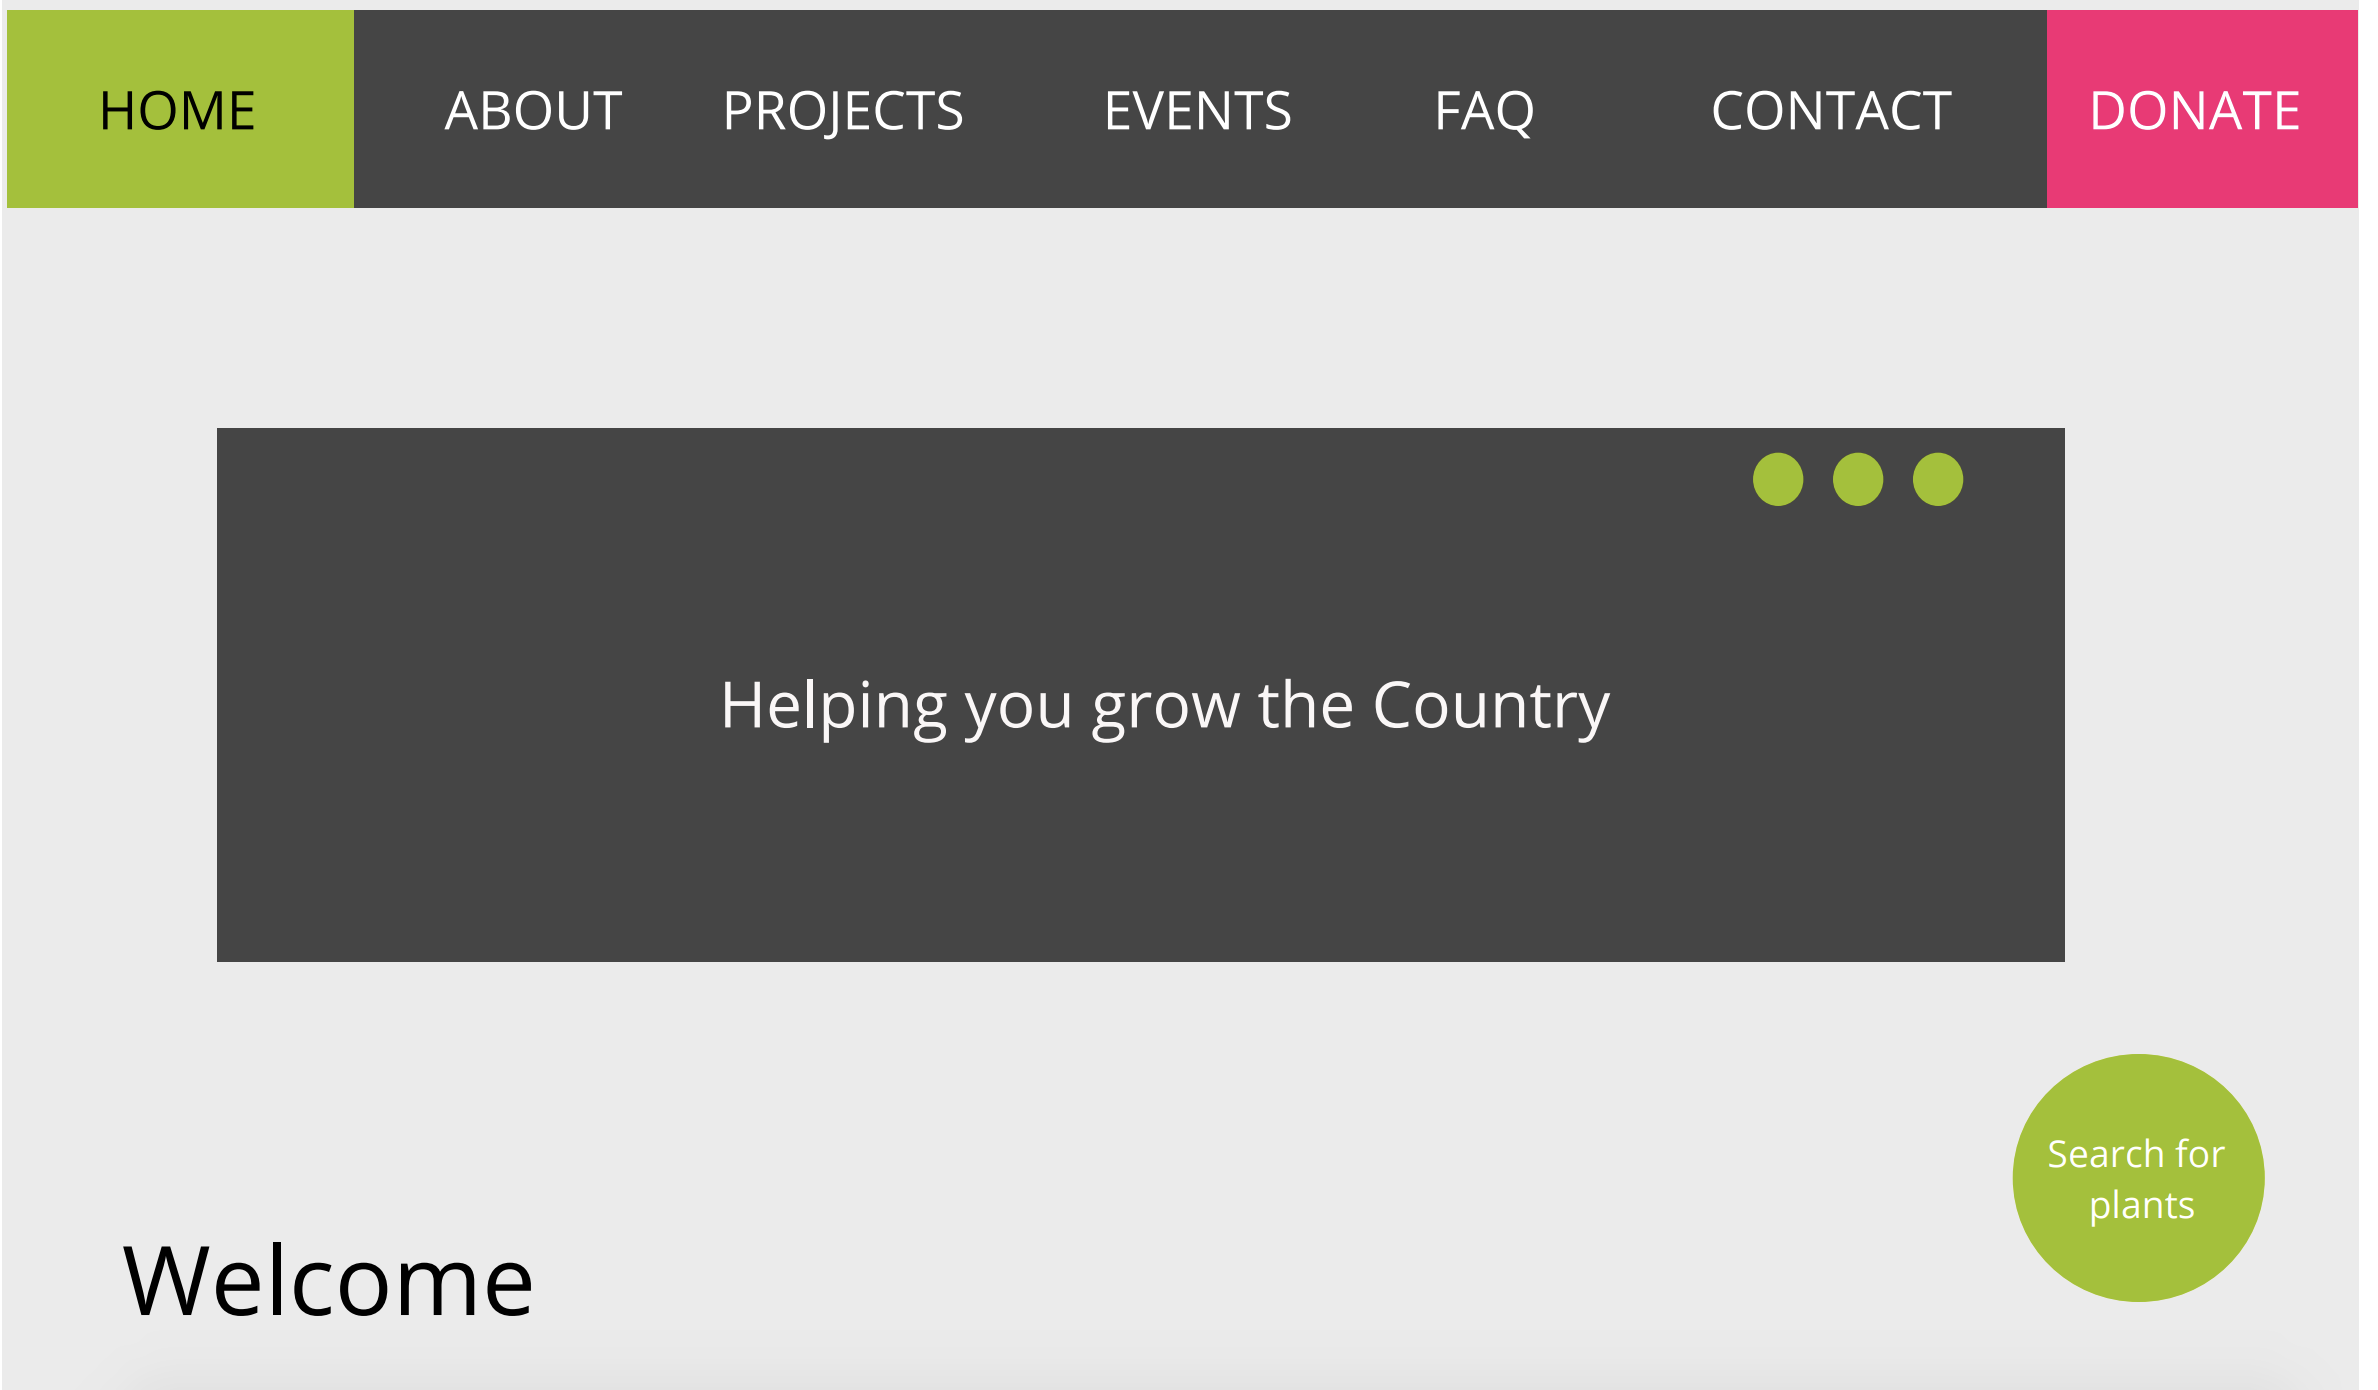 HOME ABOUT PROJECTS EVENTS FAQ CONTACT DONATE
Helping you grow the Country
Search for
plants
Welcome